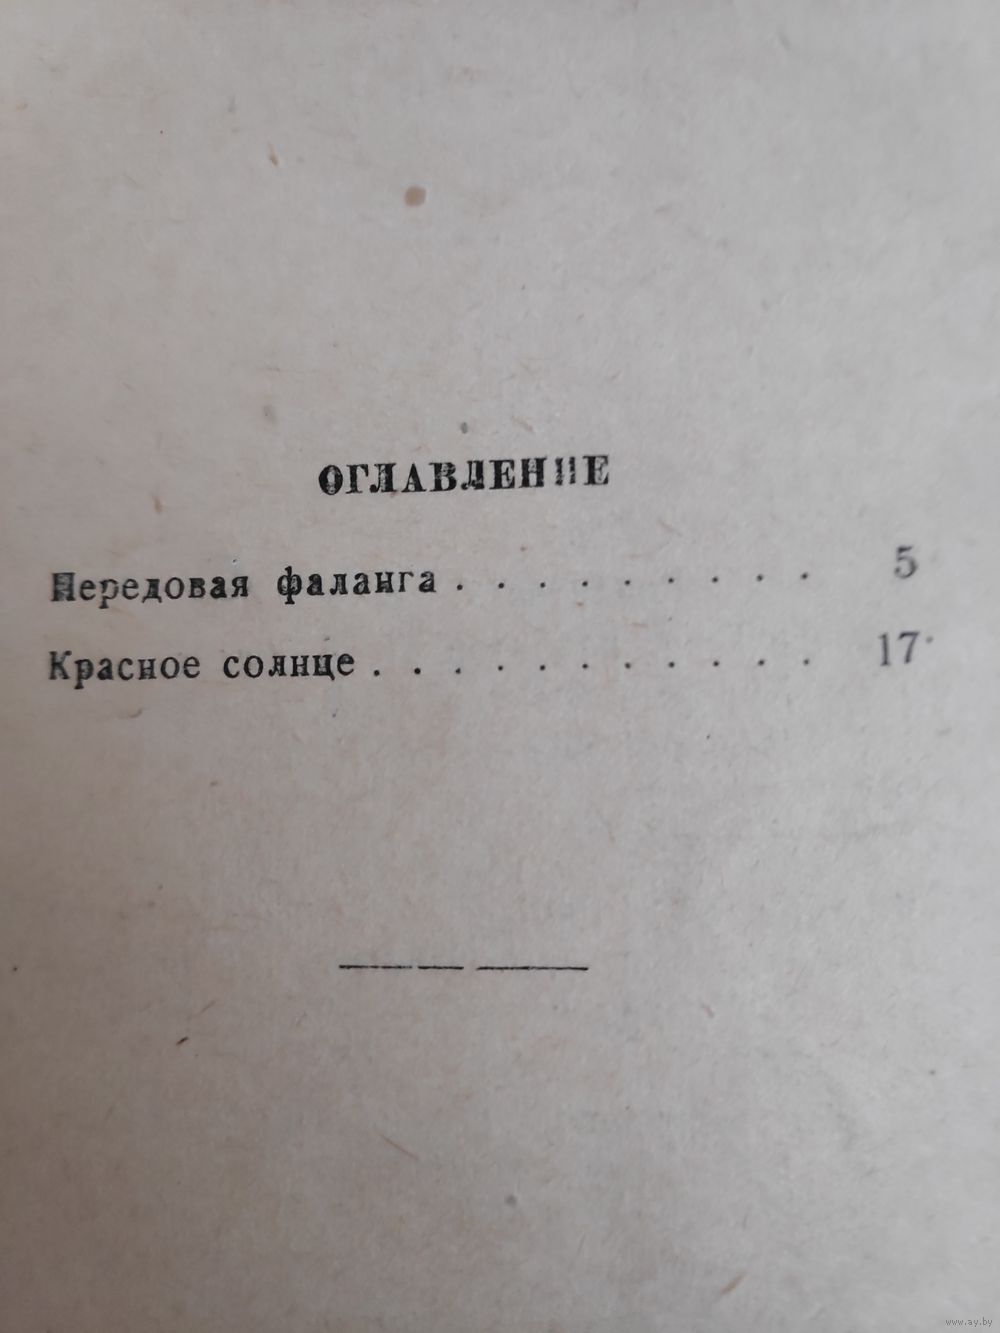 ОГЛАВЛЕНИЕ
Передовая фаланга . . . . . . . . . 5
Красное солнце . . . . . . . . . . . 17
www.ay.by